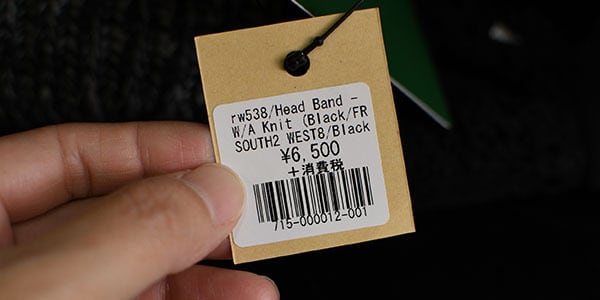 rw538/Head Band -
W/A Knit (Black/FR
SOUTH2 WEST8/Black
¥6,500
+消費税
715-000012-001